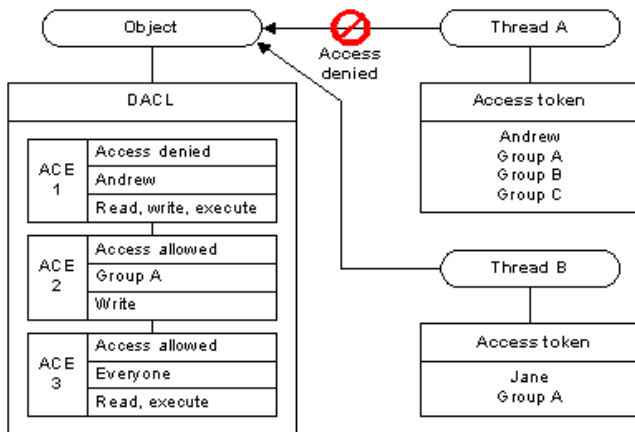 Object
Access
denied
Thread A
DACL
ACE
1
Access denied
Andrew
Read, write, execute
ACE
2
Access allowed
Group A
Write
ACE
3
Access allowed
Everyone
Read, execute
Access token
Andrew
Group A
Group B
Group C
Thread B
Access token
Jane
Group A